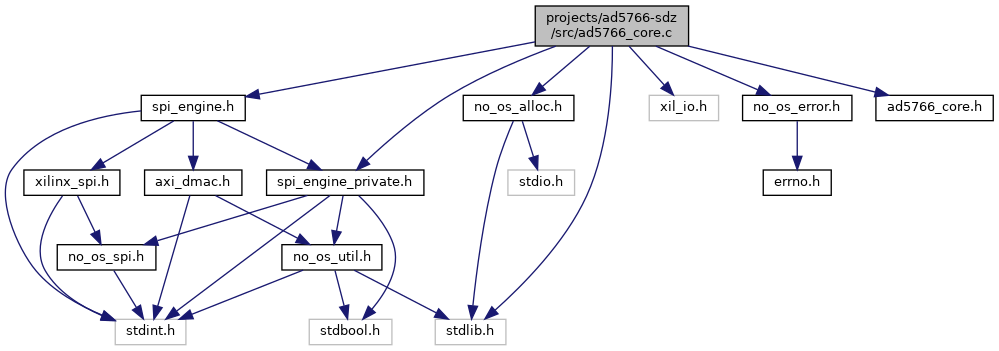 projects/ad5766-sdz
/src/ad5766_core.c
spi_engine.h
no_os_alloc.h
xil_io.h
no_os_error.h
ad5766_core.h
xilinx_spi.h
axi_dmac.h
spi_engine_private.h
stdio.h
errno.h
no_os_spi.h
no_os_util.h
stdint.h
stdbool.h
stdlib.h